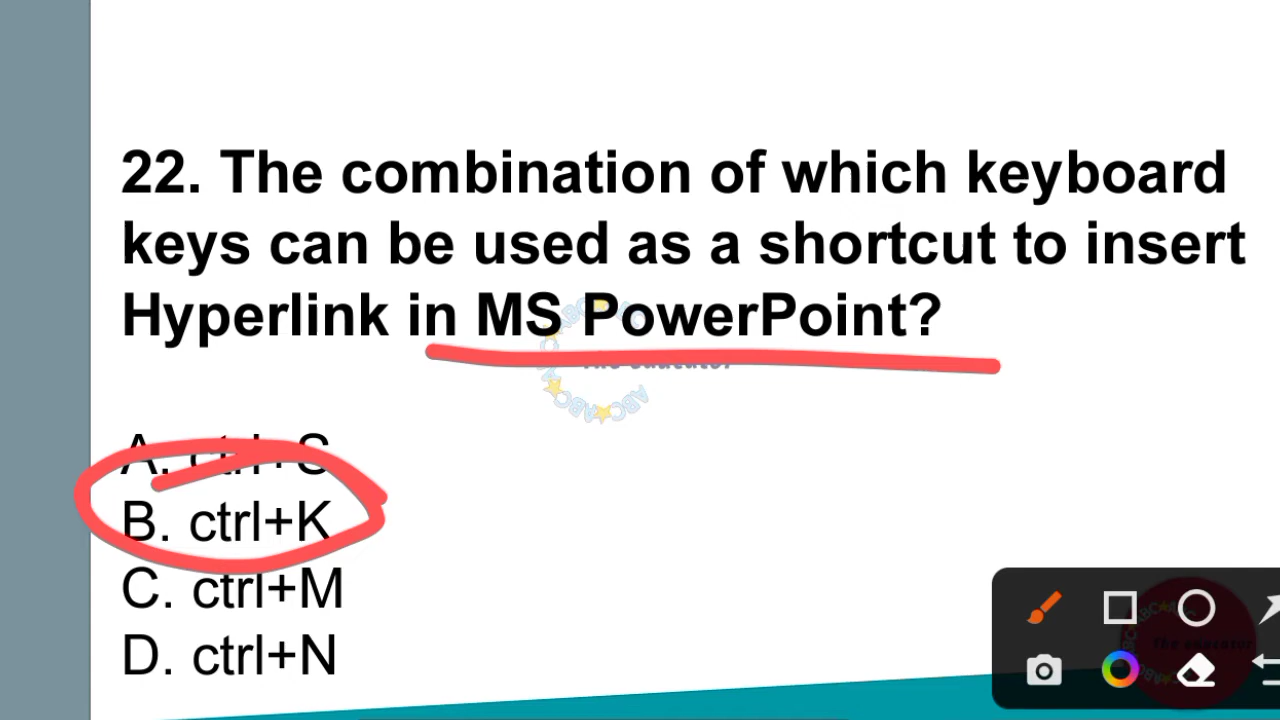 22. The combination of which keyboard
keys can be used as a shortcut to insert
Hyperlink in MS PowerPoint?
A. ctrl+S
B. ctrl+K
C. ctrl+M
D. ctrl+N